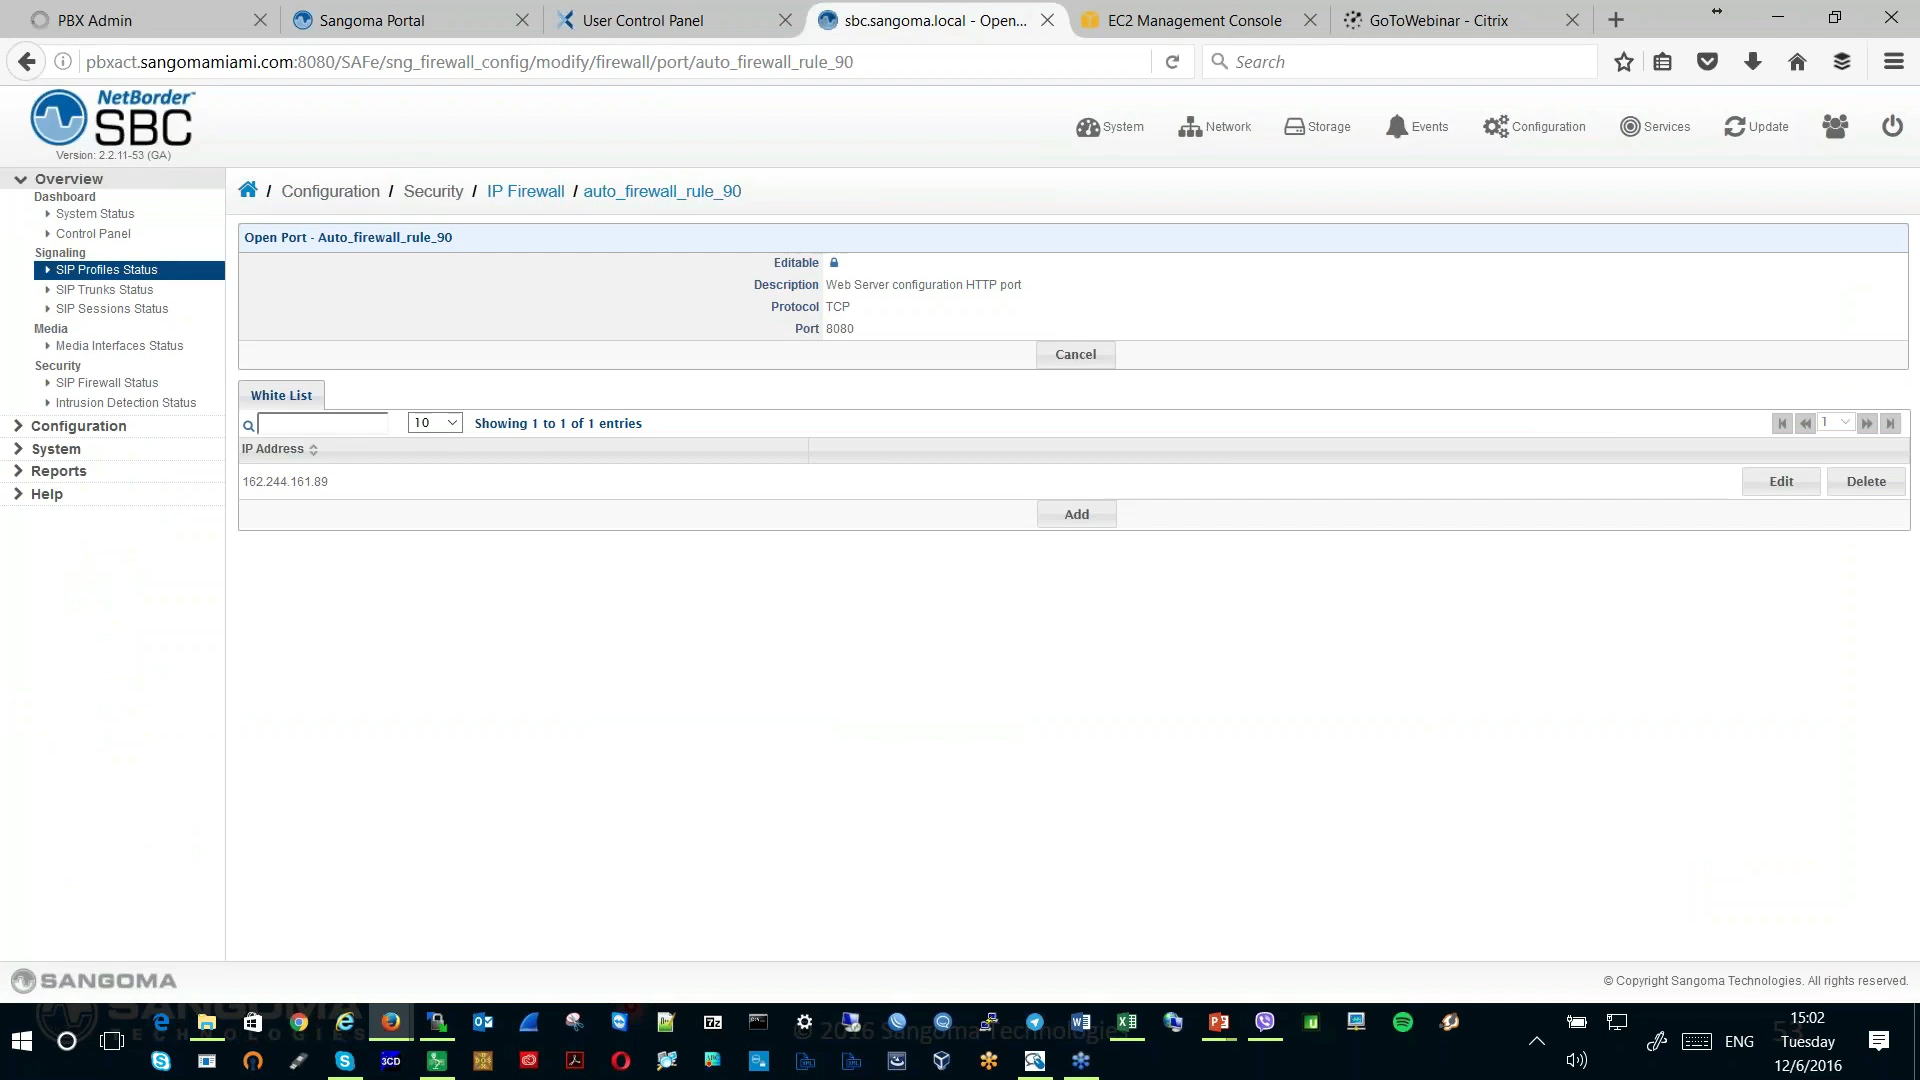 PBX Admin
Sangoma Portal
User Control Panel
sbc.sangoma.local - Open...
EC2 Management Console
GoToWebinar - Citrix
pbxact.sangomamiami.com:8080/SAFe/sng_firewall_config/modify/firewall/port/auto_firewall_rule_90
Search
NetBorder™
SBC
Version: 2.2.11-53 (GA)
System
Network
Storage
Events
Configuration
Services
Update
Overview
Dashboard
System Status
Control Panel
Signaling
SIP Profiles Status
SIP Trunks Status
SIP Sessions Status
Media
Media Interfaces Status
Security
SIP Firewall Status
Intrusion Detection Status
Configuration
System
Reports
Help
/ Configuration / Security / IP Firewall / auto_firewall_rule_90
Open Port - Auto_firewall_rule_90
Editable
Description Web Server configuration HTTP port
Protocol TCP
Port 8080
Cancel
White List
10
Showing 1 to 1 of 1 entries
1
IP Address
162.244.161.89
Edit
Delete
Add
SANGOMA
© Copyright Sangoma Technologies. All rights reserved.
© 2016 Sangoma Technologies
53
ENG
15:02
Tuesday
12/6/2016